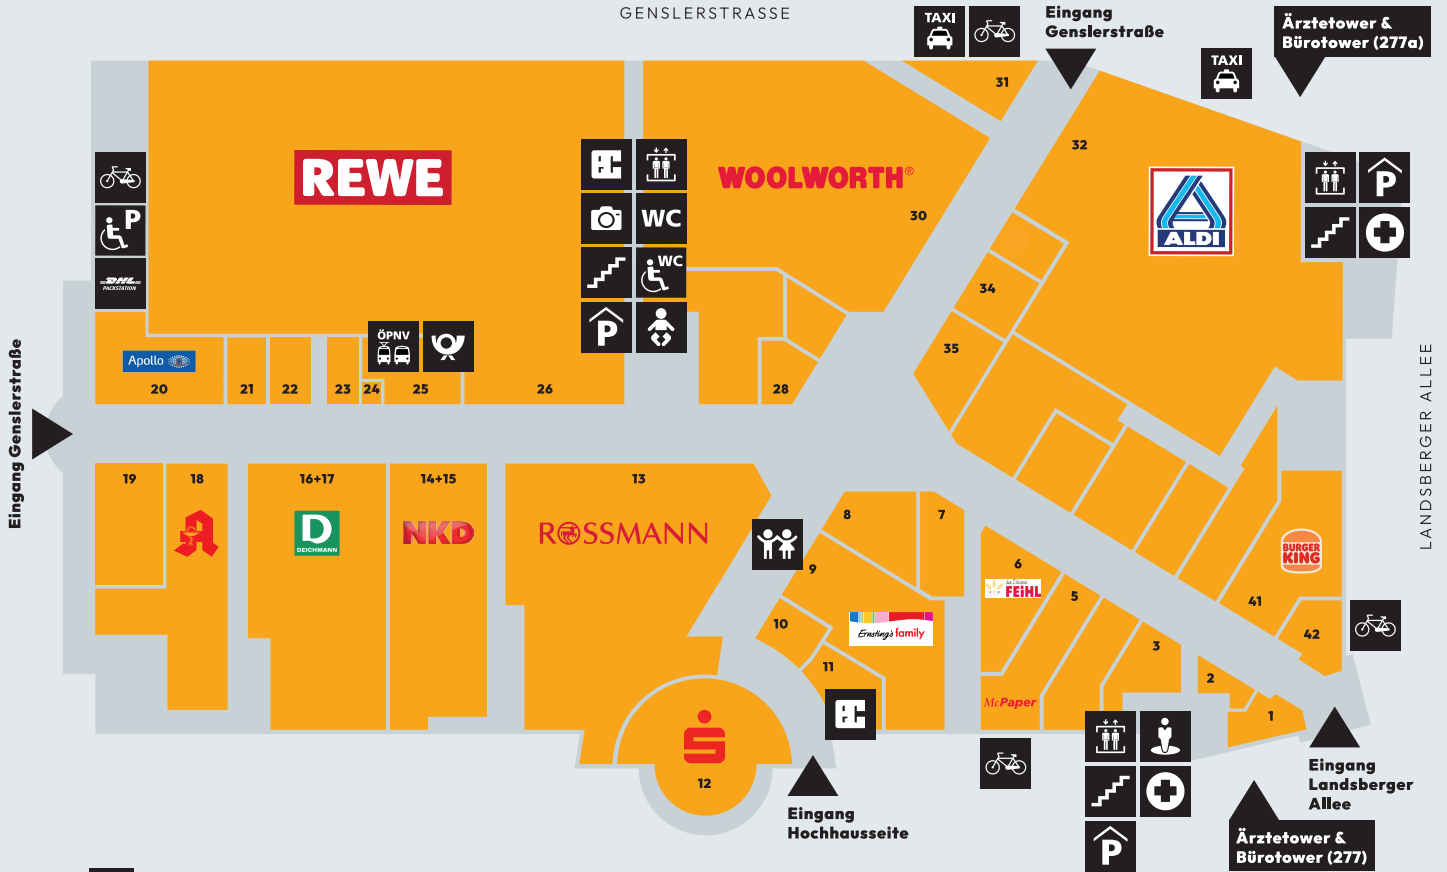 GENSLERSTRASSE
TAXI
Eingang
Genslerstraße
Ärztetower &
Bürotower (277a)
TAXI
31
32
REWE
WOOLWORTH®
30
ALDI
P
WC
WC
P
P
DHL
PACKSTATION
34
35
ÖPNV
Apollo
20
21
22
23
24
25
26
28
Eingang Genslerstraße
LANDSBERGER ALLEE
19
18
16+17
14+15
13
8
7
DEICHMANN
NKD
ROSSMANN
BURGER
KING
9
6
FEIHL
5
41
10
Ernsting's family
42
11
3
2
McPaper
1
12
Eingang
Hochhausseite
P
Eingang
Landsberger
Allee
Ärztetower &
Bürotower (277)